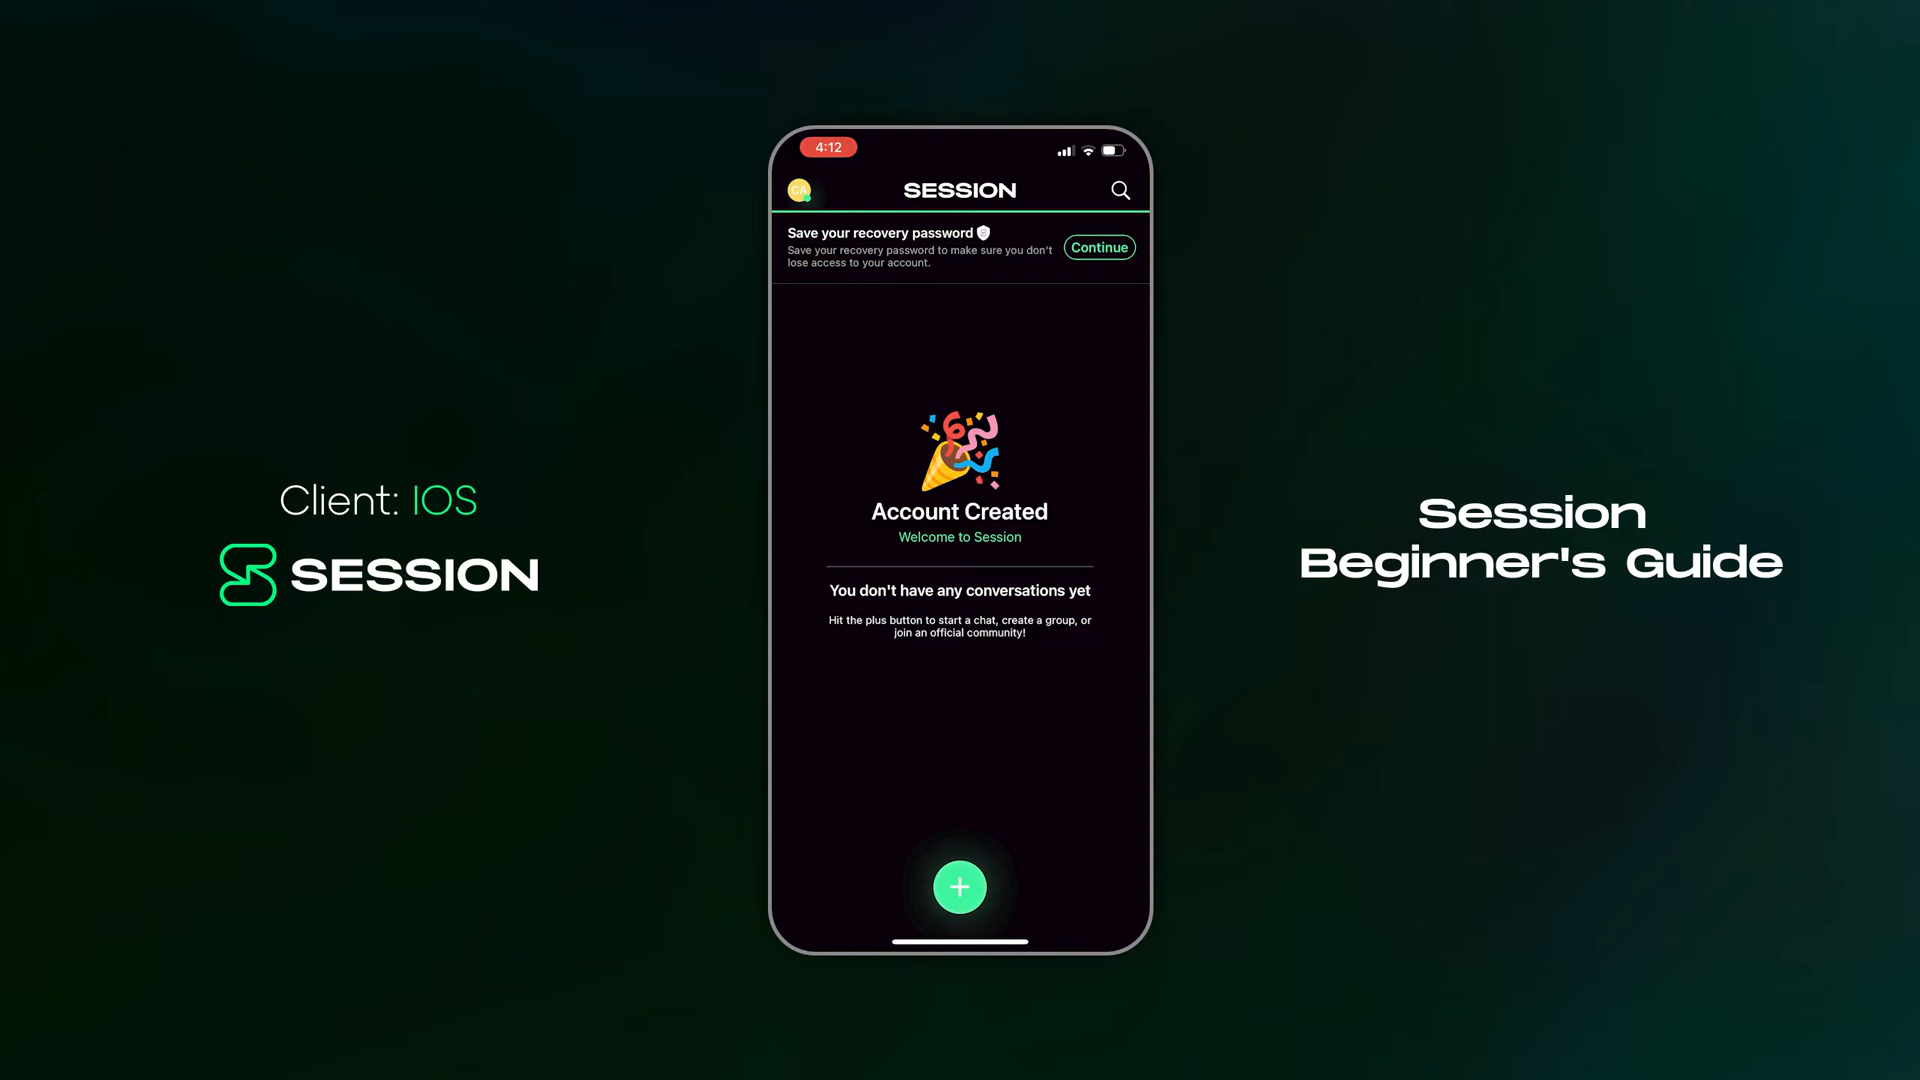 4:12
CA
SESSION
Save your recovery password
Save your recovery password to make sure you don't
lose access to your account.
Continue
Account Created
Welcome to Session
You don't have any conversations yet
Hit the plus button to start a chat, create a group, or
join an official community!
Client: IOS
SESSION
Session
Beginner's Guide